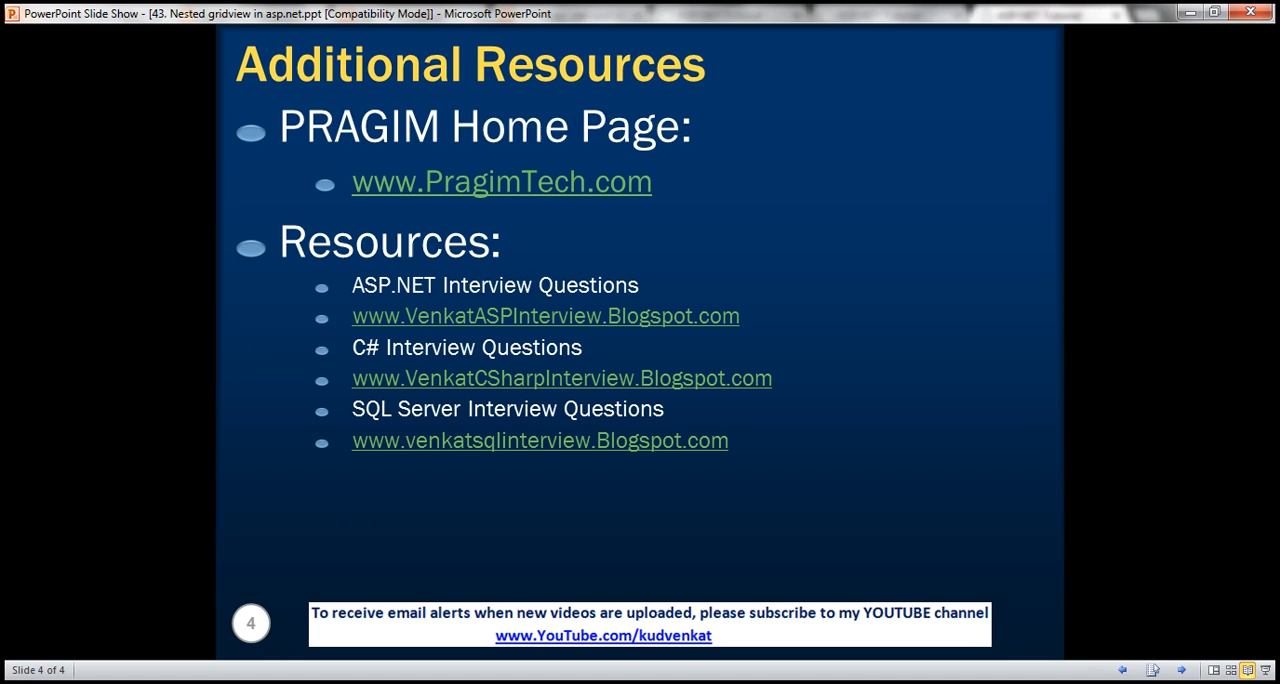 PowerPoint Slide Show - [43. Nested gridview in asp.net.ppt [Compatibility Mode]] - Microsoft PowerPoint
Additional Resources
PRAGIM Home Page:
www.PragimTech.com
Resources:
ASP.NET Interview Questions
www.VenkatASPInterview.Blogspot.com
C# Interview Questions
www.VenkatCSharpInterview.Blogspot.com
SQL Server Interview Questions
www.venkatsqlinterview.Blogspot.com
4
To receive email alerts when new videos are uploaded, please subscribe to my YOUTUBE channel
www.YouTube.com/kudvenkat
Slide 4 of 4